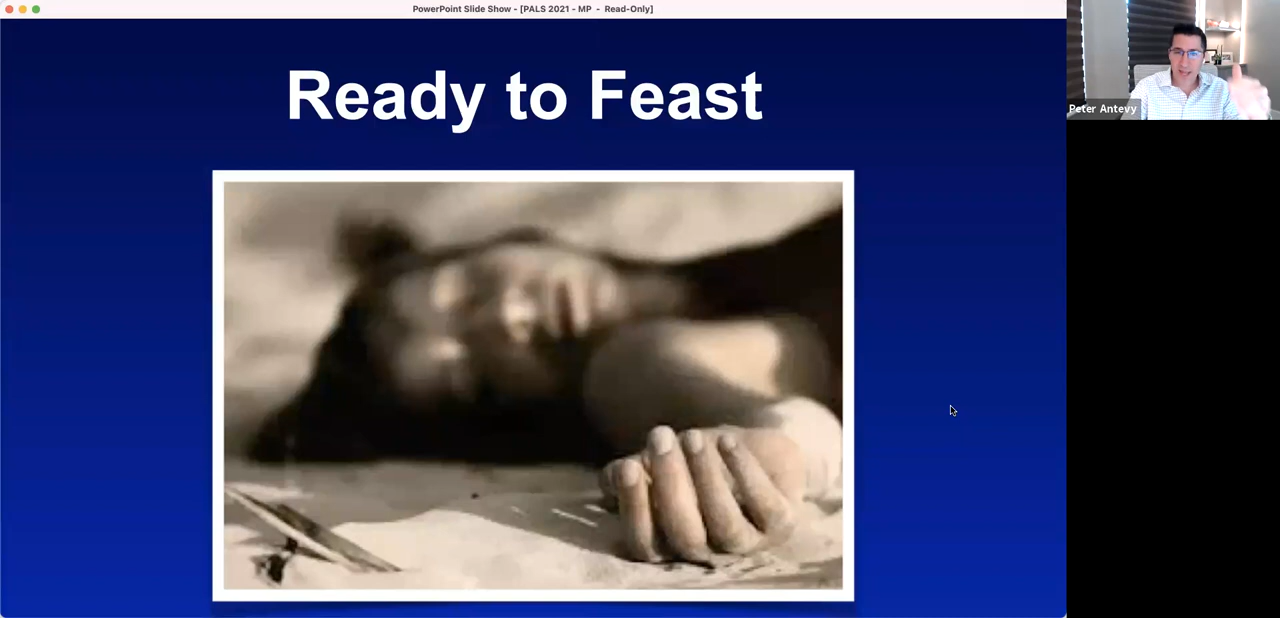 PowerPoint Slide Show - [PALS 2021 - MP - Read-Only]
Ready to Feast
Peter Antevy